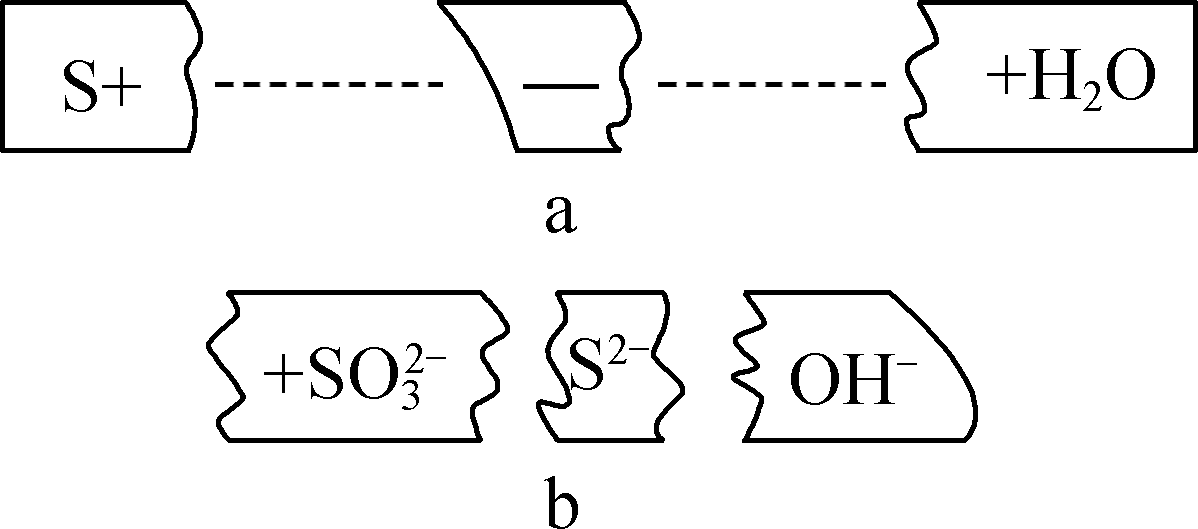 S+ — +H₂O
a
+SO₃²⁻ S²⁻ OH⁻
b